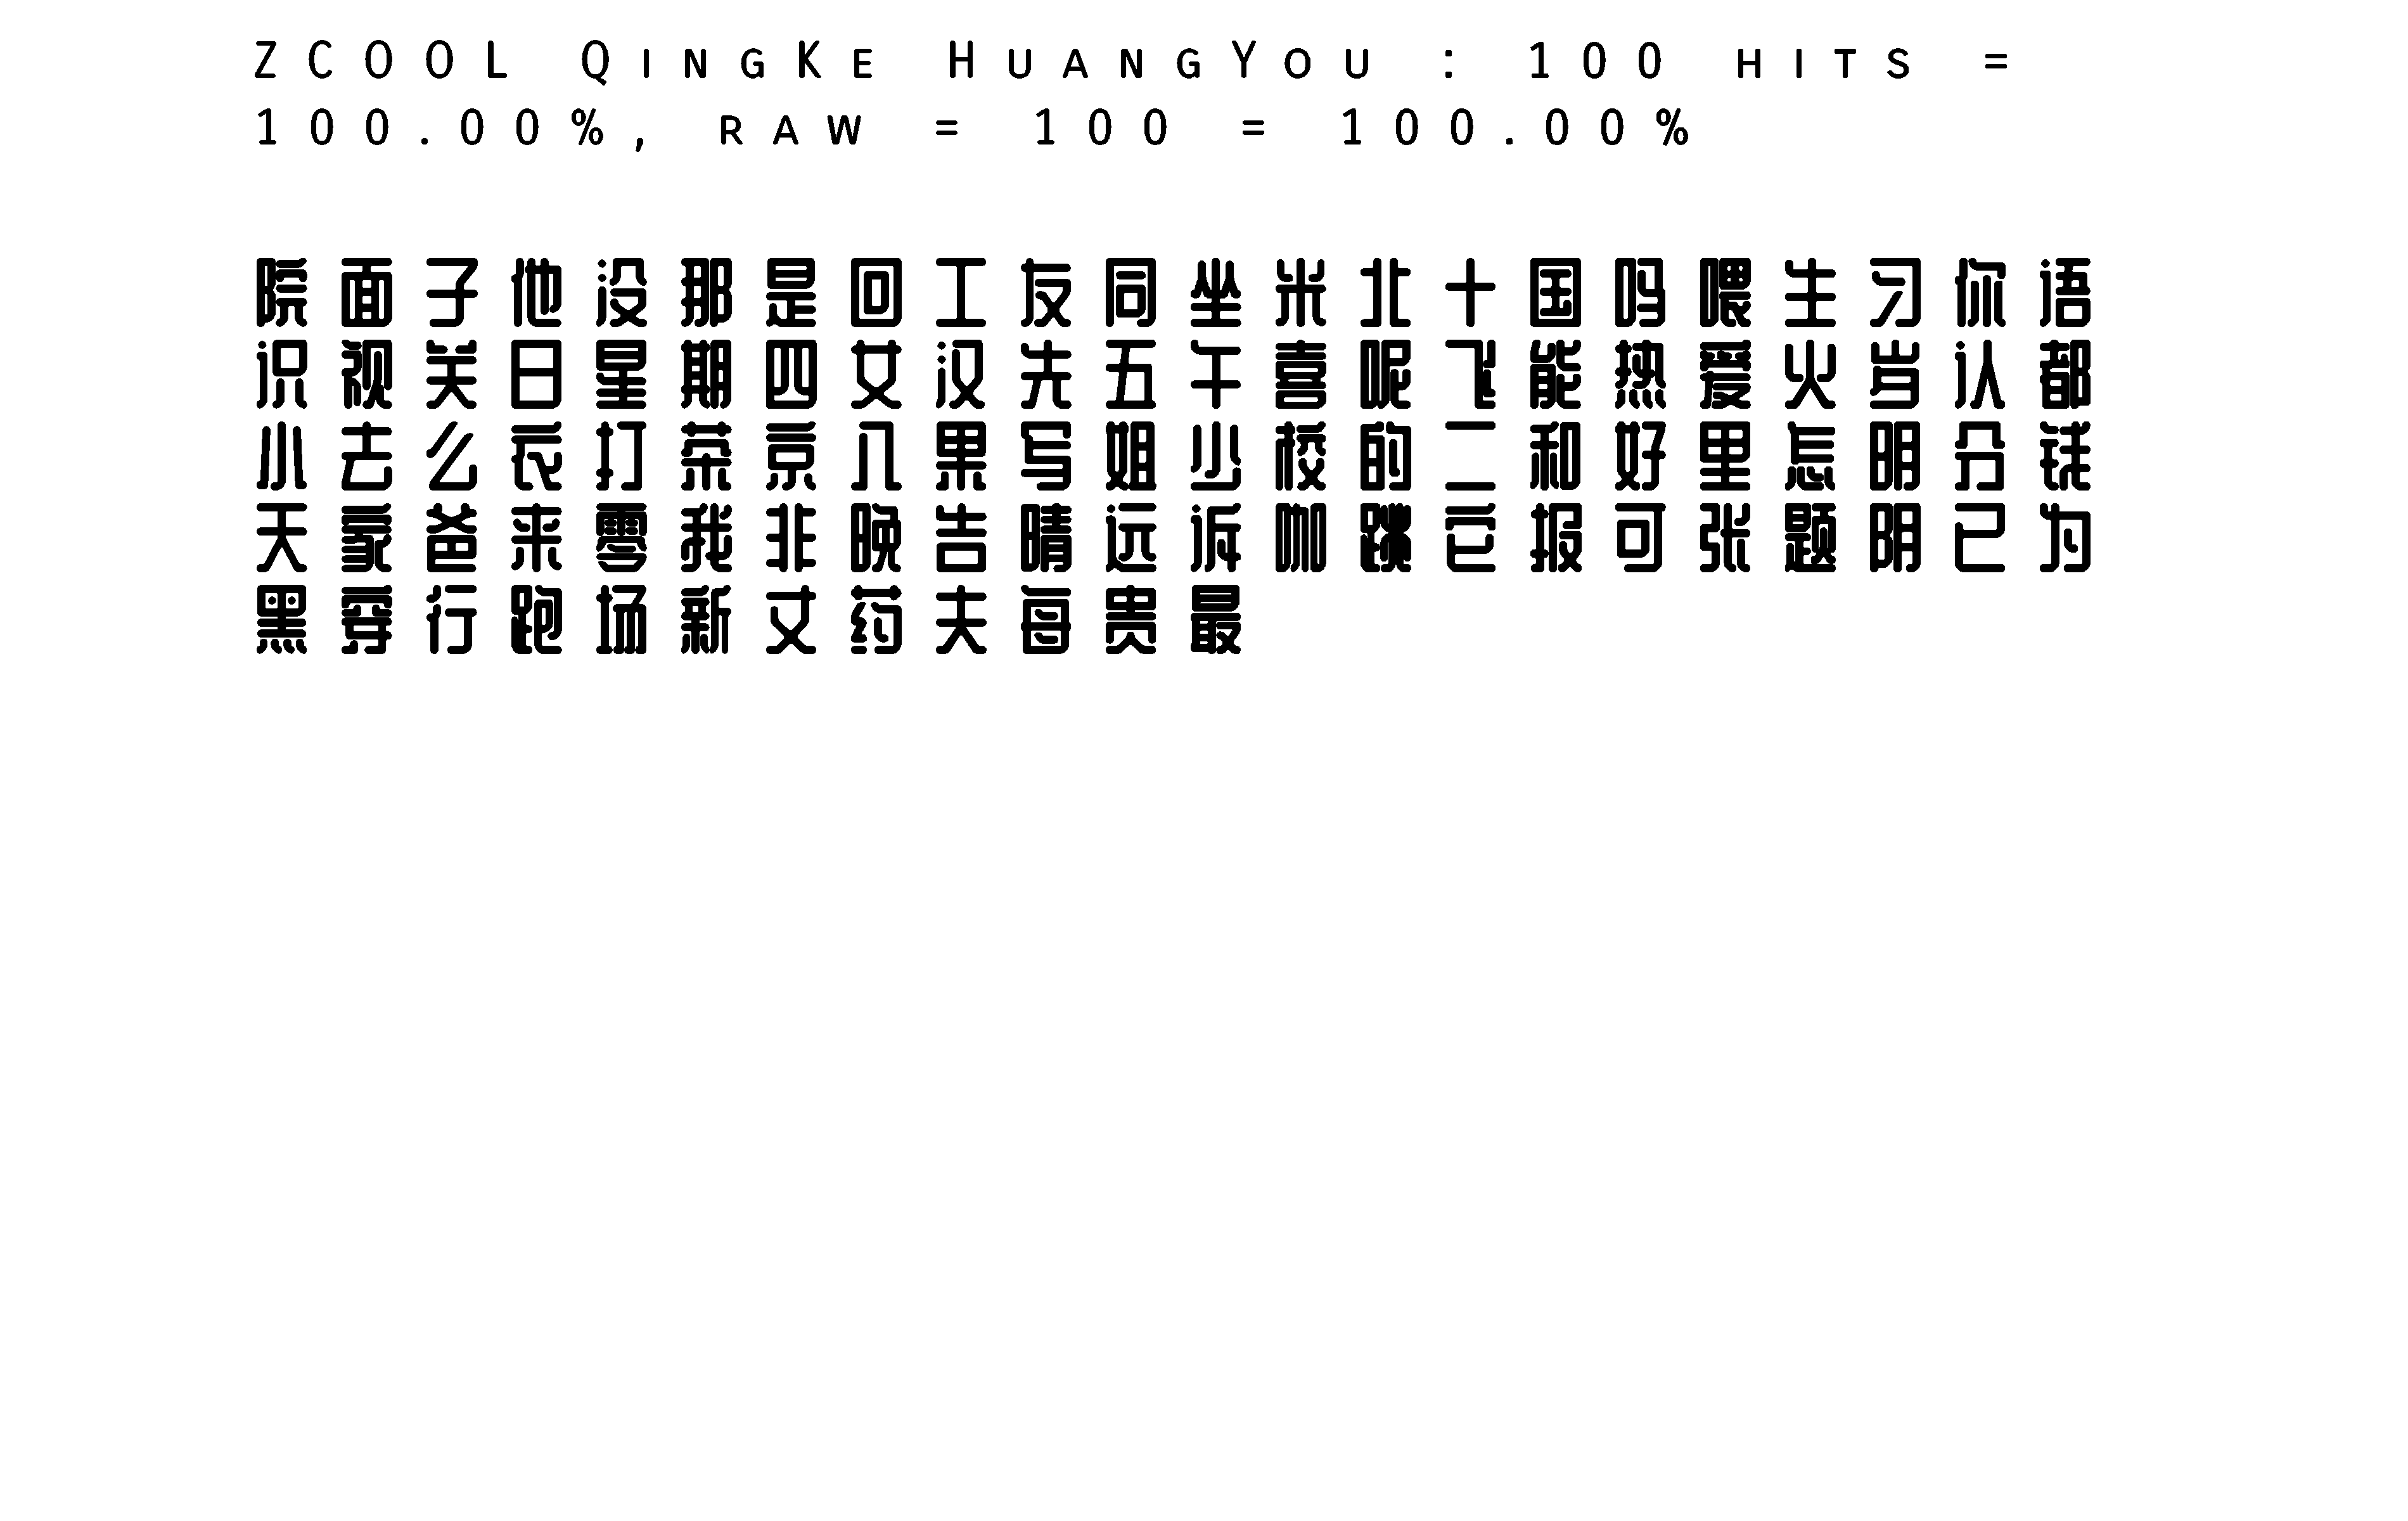 ZCOOL QingKe HuangYou : 100 hits =
100.00%, raw = 100 = 100.00%
院面子他没那是回工友同坐米北十国吗喂生习你语
识视关日星期四女汉先五午喜呢飞能热爱火岁认都
小去么衣打茶京八果写姐少校的二和好里怎明分钱
天家爸来零我非晚吉晴远诉咖跳它报可张题阴已为
黑穿行跑场新丈药夫每贵最